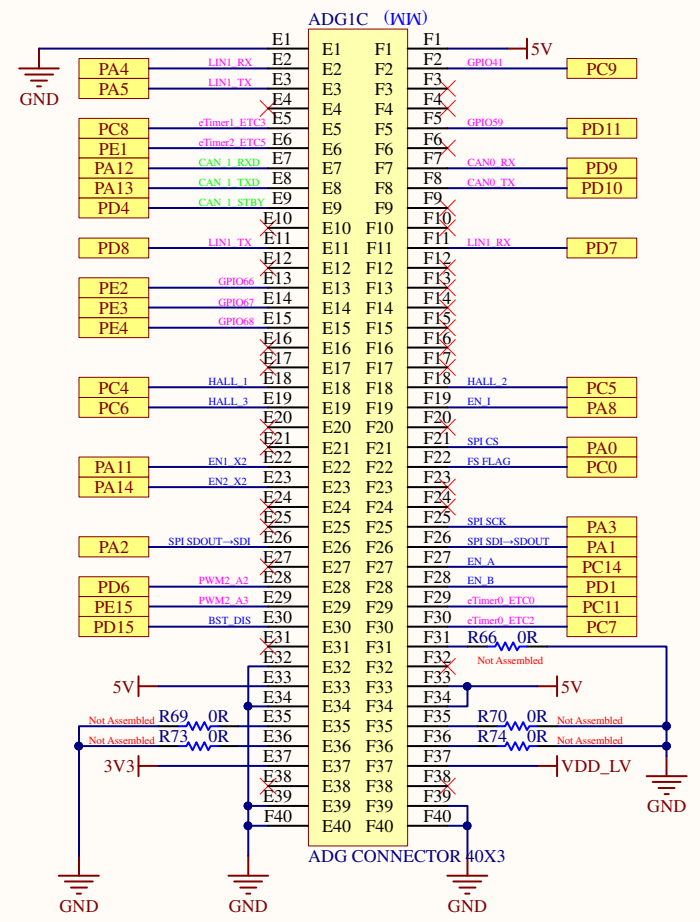 ADG1C (MM)
E1 E1 F1 F1 5V
PA4 LIN1_RX E2 E2 F2 F2 GPIO41 PC9
PA5 LIN1_TX E3 E3 F3 F3
GND
E4 E4 F4 F4
PC8 eTimer1_ETC3 E5 E5 F5 F5 GPIO59 PD11
PE1 eTimer2_ETC5 E6 E6 F6 F6
PA12 CAN_1_RXD E7 E7 F7 F7 CAN0_RX PD9
PA13 CAN_1_TXD E8 E8 F8 F8 CAN0_TX PD10
PD4 CAN_1_STBY E9 E9 F9 F9
E10 E10 F10 F10
PD8 LIN1_TX E11 E11 F11 F11 LIN1_RX PD7
E12 E12 F12 F12
PE2 GPIO66 E13 E13 F13 F13
PE3 GPIO67 E14 E14 F14 F14
PE4 GPIO68 E15 E15 F15 F15
E16 E16 F16 F16
E17 E17 F17 F17
PC4 HALL_1 E18 E18 F18 F18 HALL_2 PC5
PC6 HALL_3 E19 E19 F19 F19 EN_I PA8
E20 E20 F20 F20
E21 E21 F21 F21 SPI CS PA0
PA11 EN1_X2 E22 E22 F22 F22 FS FLAG PC0
PA14 EN2_X2 E23 E23 F23 F23
E24 E24 F24 F24
E25 E25 F25 F25 SPI SCK PA3
PA2 SPI SDOUT→SDI E26 E26 F26 F26 SPI SDI→SDOUT PA1
E27 E27 F27 F27 EN_A PC14
PD6 PWM2_A2 E28 E28 F28 F28 EN_B PD1
PE15 PWM2_A3 E29 E29 F29 F29 eTimer0_ETC0 PC11
PD15 BST_DIS E30 E30 F30 F30 eTimer0_ETC2 PC7
E31 E31 F31 F31 R66 0R
Not Assembled
E32 E32 F32 F32
5V E33 E33 F33 F33 5V
E34 E34 F34 F34
Not Assembled R69 0R E35 E35 F35 F35 R70 0R Not Assembled
Not Assembled R73 0R E36 E36 F36 F36 R74 0R Not Assembled
3V3 E37 E37 F37 F37 VDD_LV
E38 E38 F38 F38
E39 E39 F39 F39
GND
F40 E40 F40 F40
ADG CONNECTOR 40X3
GND GND GND